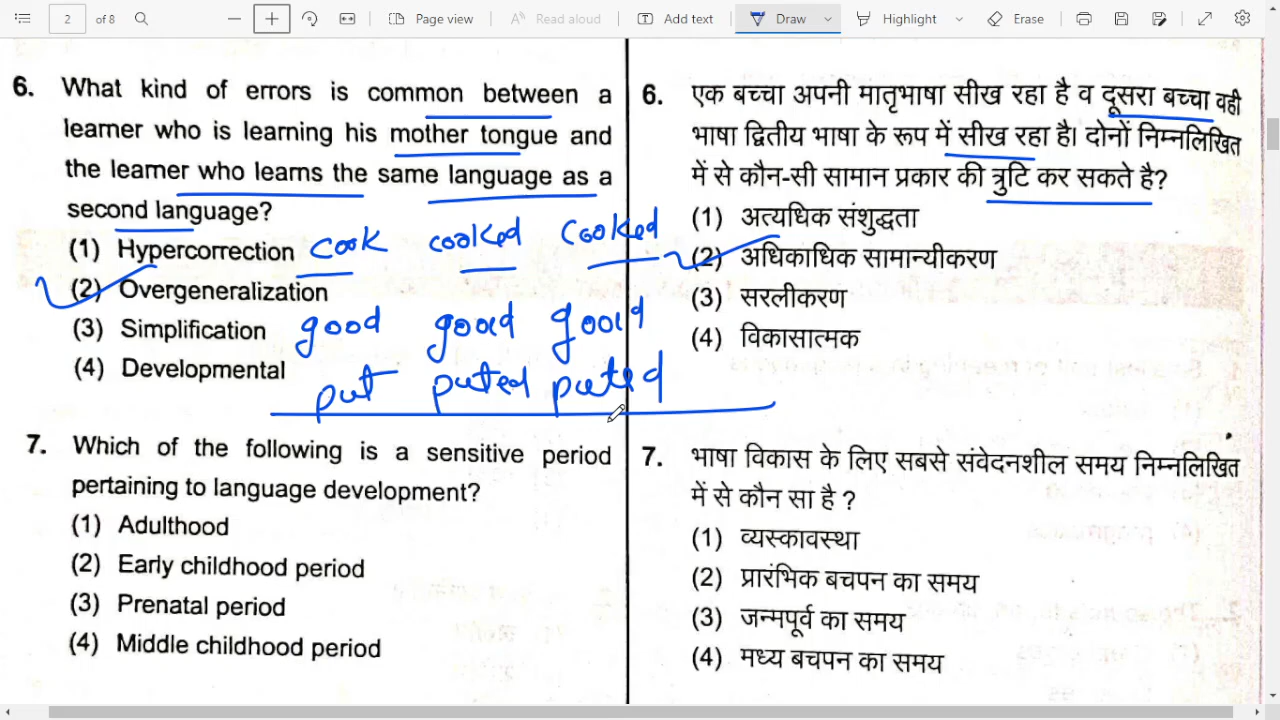 2 of 8 Page view Read aloud Add text Draw Highlight Erase
6. What kind of errors is common between a
learner who is learning his mother tongue and
the learner who learns the same language as a
second language?
(1) Hypercorrection cook cooked cooked
(2) Overgeneralization
(3) Simplification good good
(4) Developmental put puted puted
7. Which of the following is a sensitive period
pertaining to language development?
(1) Adulthood
(2) Early childhood period
(3) Prenatal period
(4) Middle childhood period
6. एक बच्चा अपनी मातृभाषा सीख रहा है व दूसरा बच्चा वही
भाषा द्वितीय भाषा के रूप में सीख रहा है। दोनों निम्नलिखित
में से कौन-सी सामान प्रकार की त्रुटि कर सकते है?
(1) अत्यधिक संशुद्धता
(2) अधिकांधिक सामान्यीकरण
(3) सरलीकरण
(4) विकासात्मक
7. भाषा विकास के लिए सबसे संवेदनशील समय निम्नलिखित
में से कौन सा है ?
(1) व्यस्कावस्था
(2) प्रारंभिक बचपन का समय
(3) जन्मपूर्व का समय
(4) मध्य बचपन का समय